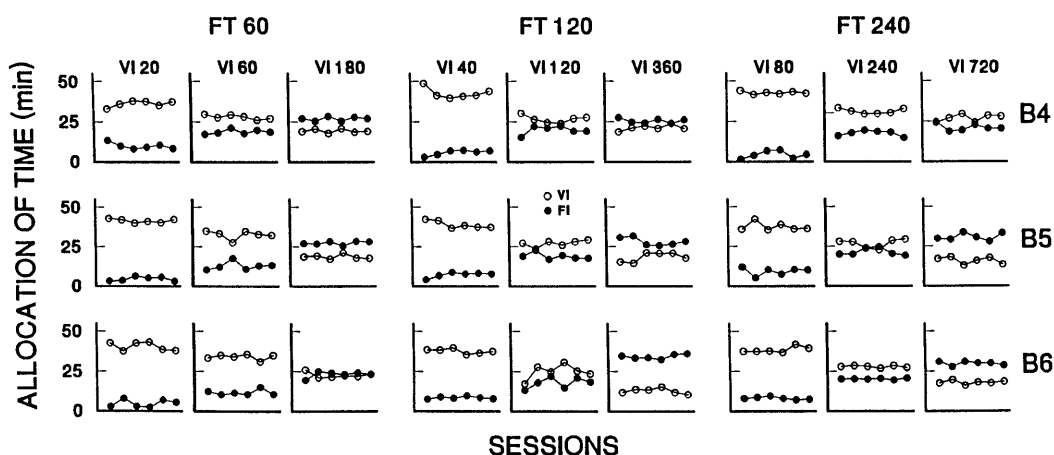 FT 60 FT 120 FT 240
VI 20 VI 60 VI 180 VI 40 VI 120 VI 360 VI 80 VI 240 VI 720
ALLOCATION OF TIME (min)
50
25
0
B4
50
25
0
VI
FI
B5
50
25
0
B6
SESSIONS